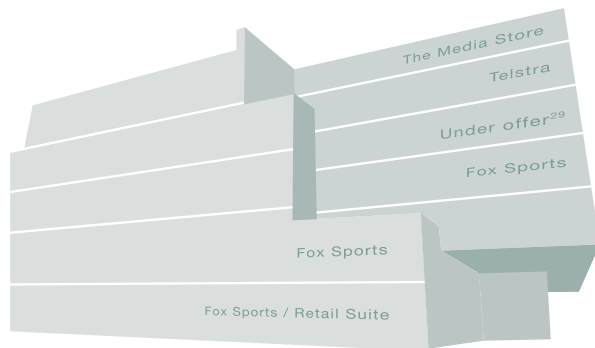 The Media Store
Telstra
Under offer²⁹
Fox Sports
Fox Sports
Fox Sports / Retail Suite